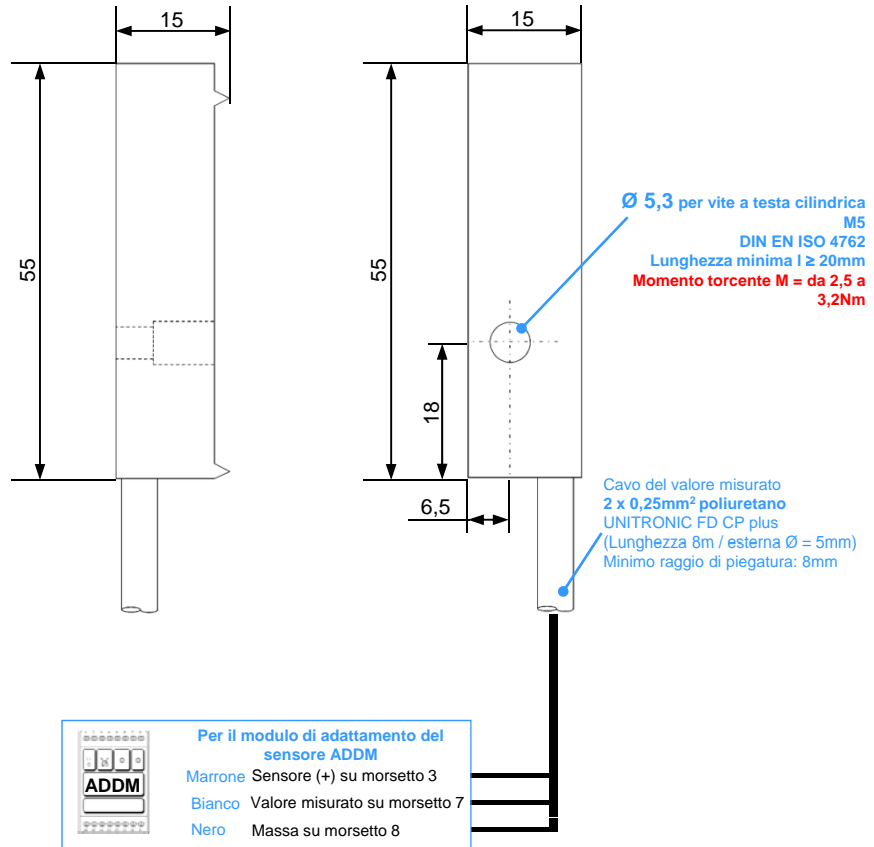 15
15
55
55
Ø 5,3 per vite a testa cilindrica
M5
DIN EN ISO 4762
Lunghezza minima l ≥ 20mm
Momento torcente M = da 2,5 a
3,2Nm
18
6,5
Cavo del valore misurato
2 x 0,25mm² poliuretano
UNITRONIC FD CP plus
(Lunghezza 8m / esterna Ø = 5mm)
Minimo raggio di piegatura: 8mm
Per il modulo di adattamento del
sensore ADDM
ADDM
Marrone Sensore (+) su morsetto 3
Bianco Valore misurato su morsetto 7
Nero Massa su morsetto 8